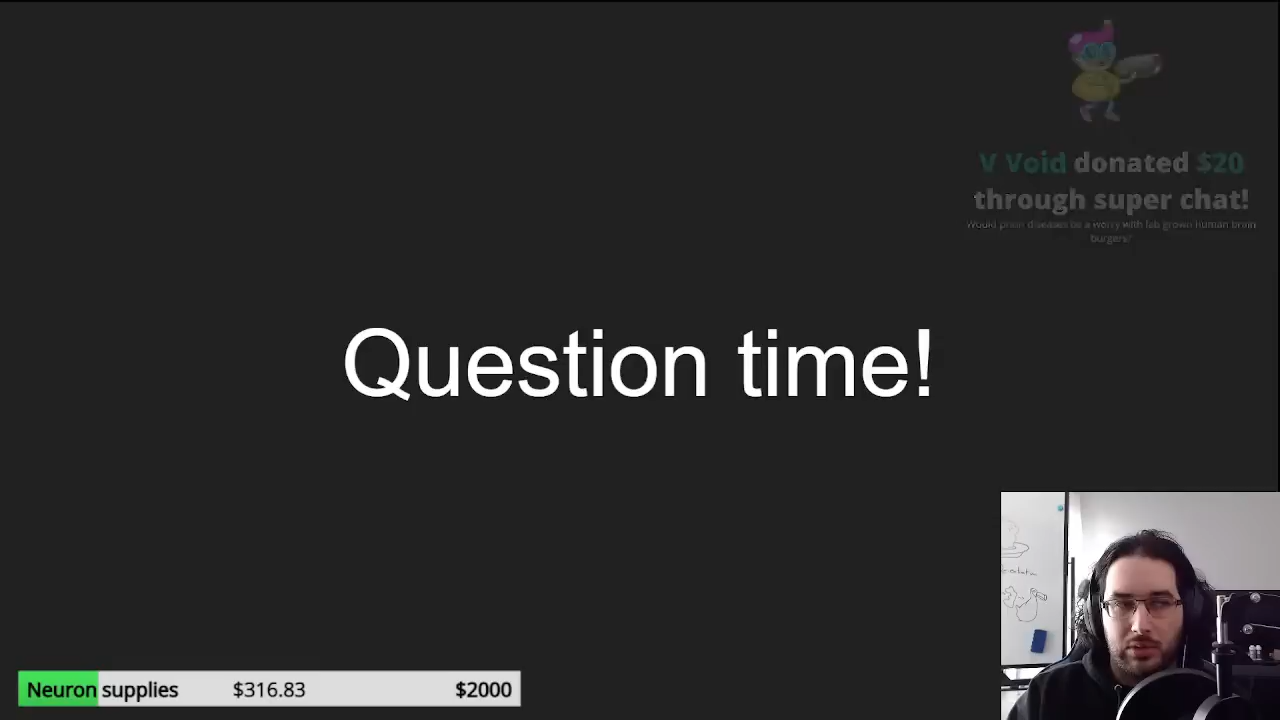 V Void donated $20
through super chat!
Would prion diseases be a worry with lab grown human brain
burgers?
Question time!
Neuron supplies $316.83 $2000